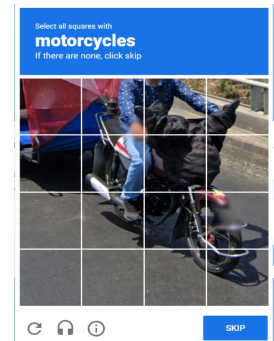 Select all squares with
motorcycles
If there are none, click skip
SKIP